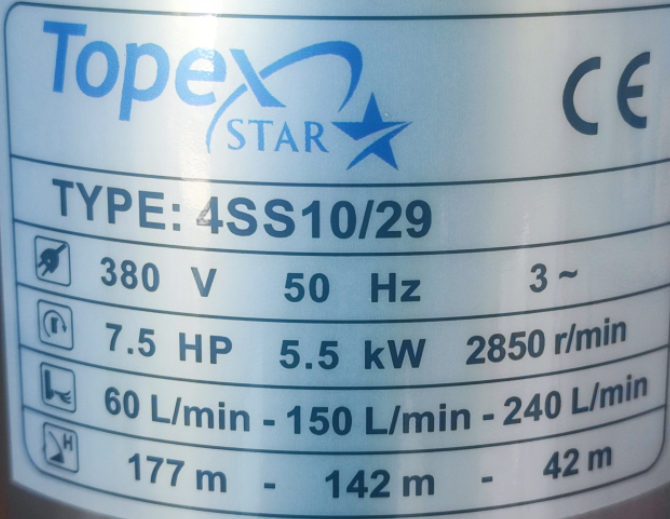 Topex
STAR
CE
TYPE: 4SS10/29
380 V 50 Hz 3 ~
7.5 HP 5.5 kW 2850 r/min
60 L/min - 150 L/min - 240 L/min
H
177 m - 142 m - 42 m